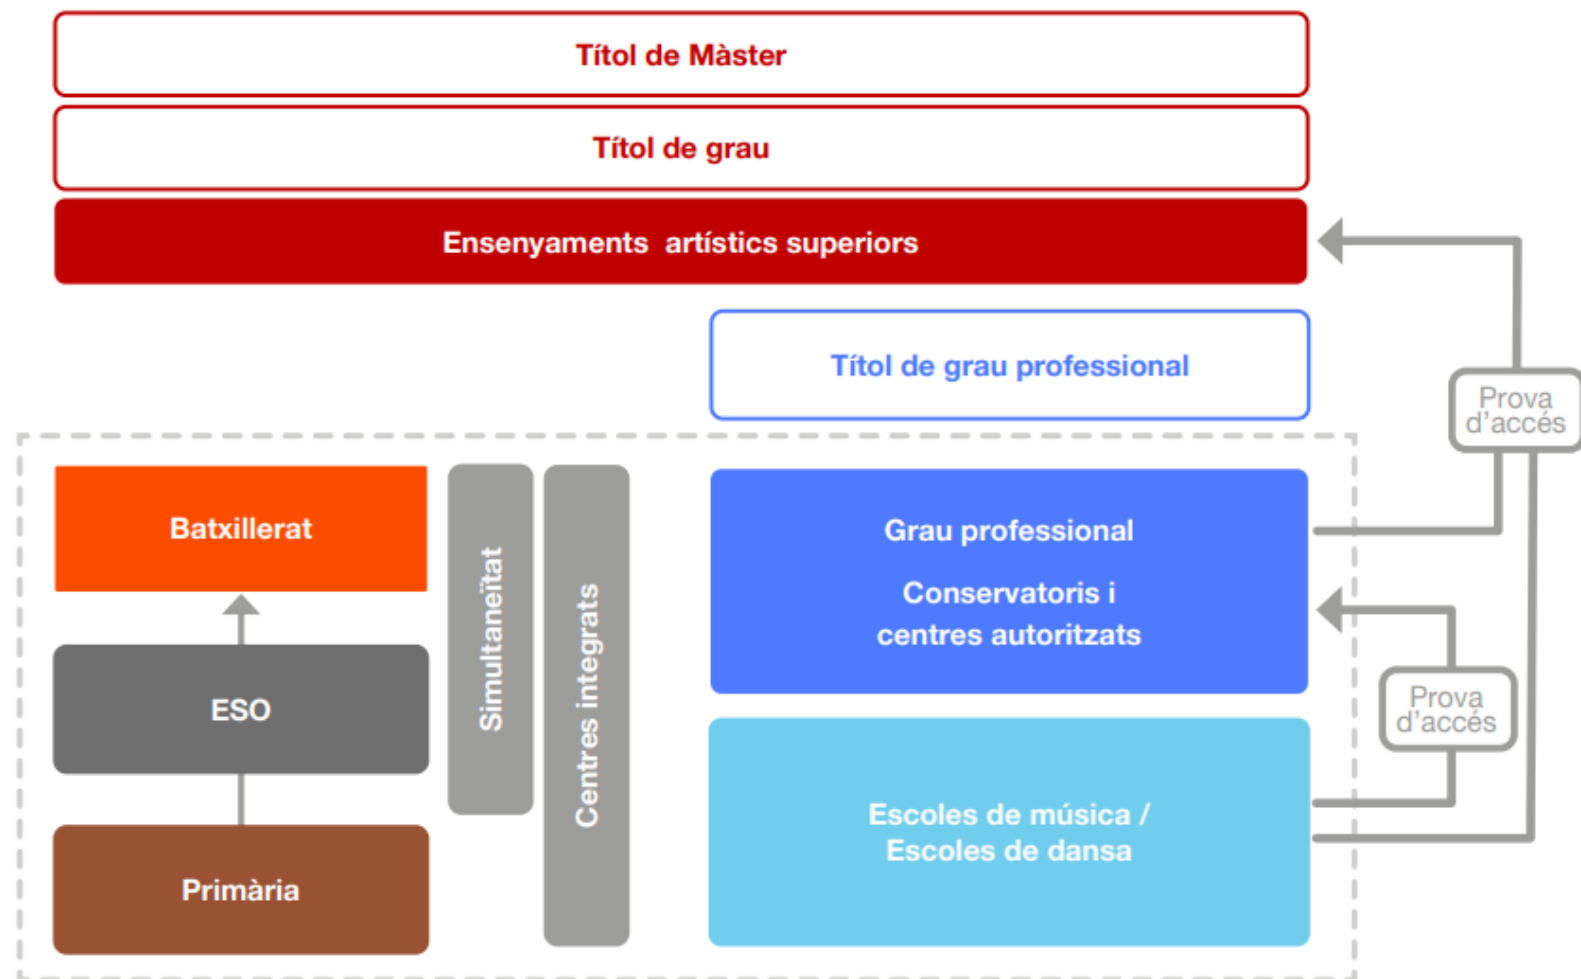 Títol de Màster
Títol de grau
Ensenyaments artístics superiors
Títol de grau professional
Prova
d'accés
Batxillerat
Simultaneïtat
Centres integrats
Grau professional
Conservatoris i
centres autoritzats
ESO
Prova
d'accés
Escoles de música /
Escoles de dansa
Primària